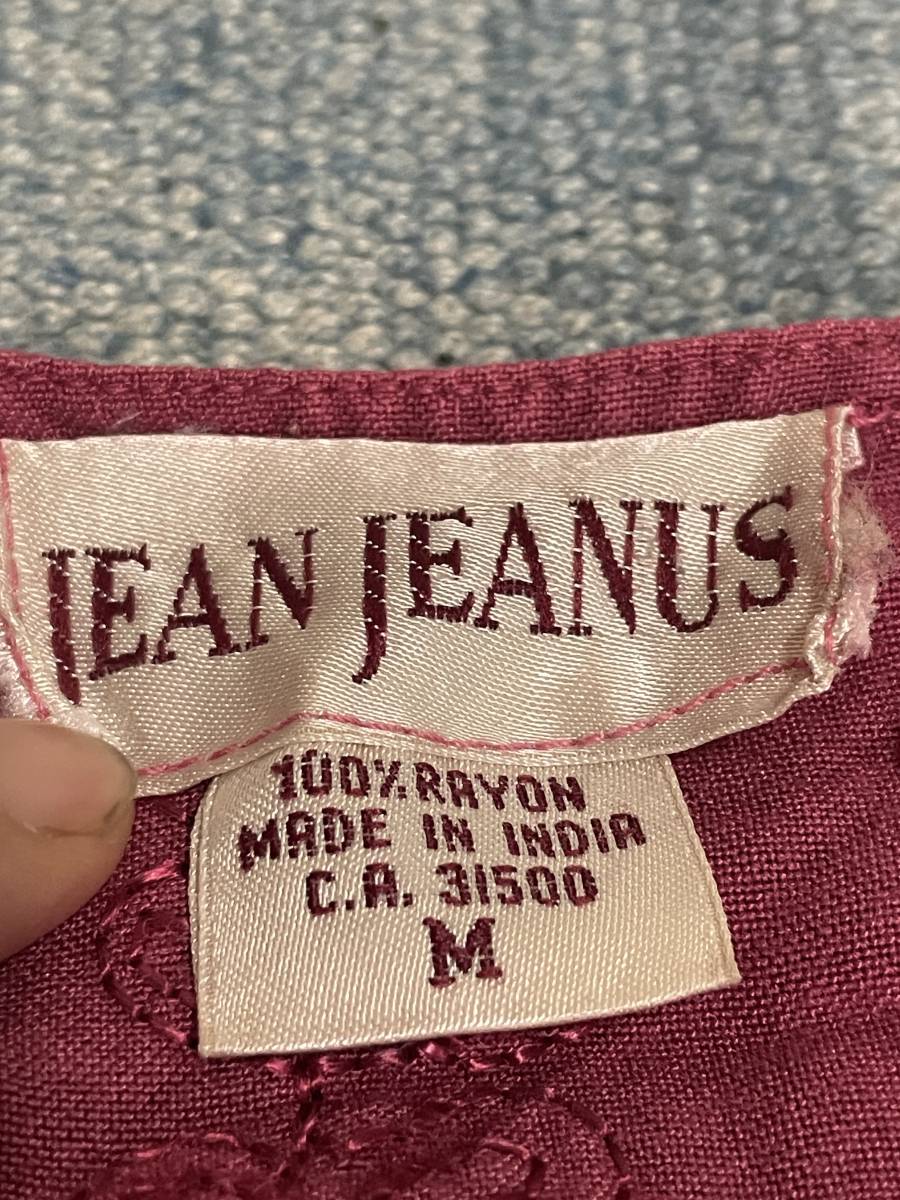 JEAN JEANUS
100% RAYON
MADE IN INDIA
C.A. 31500
M